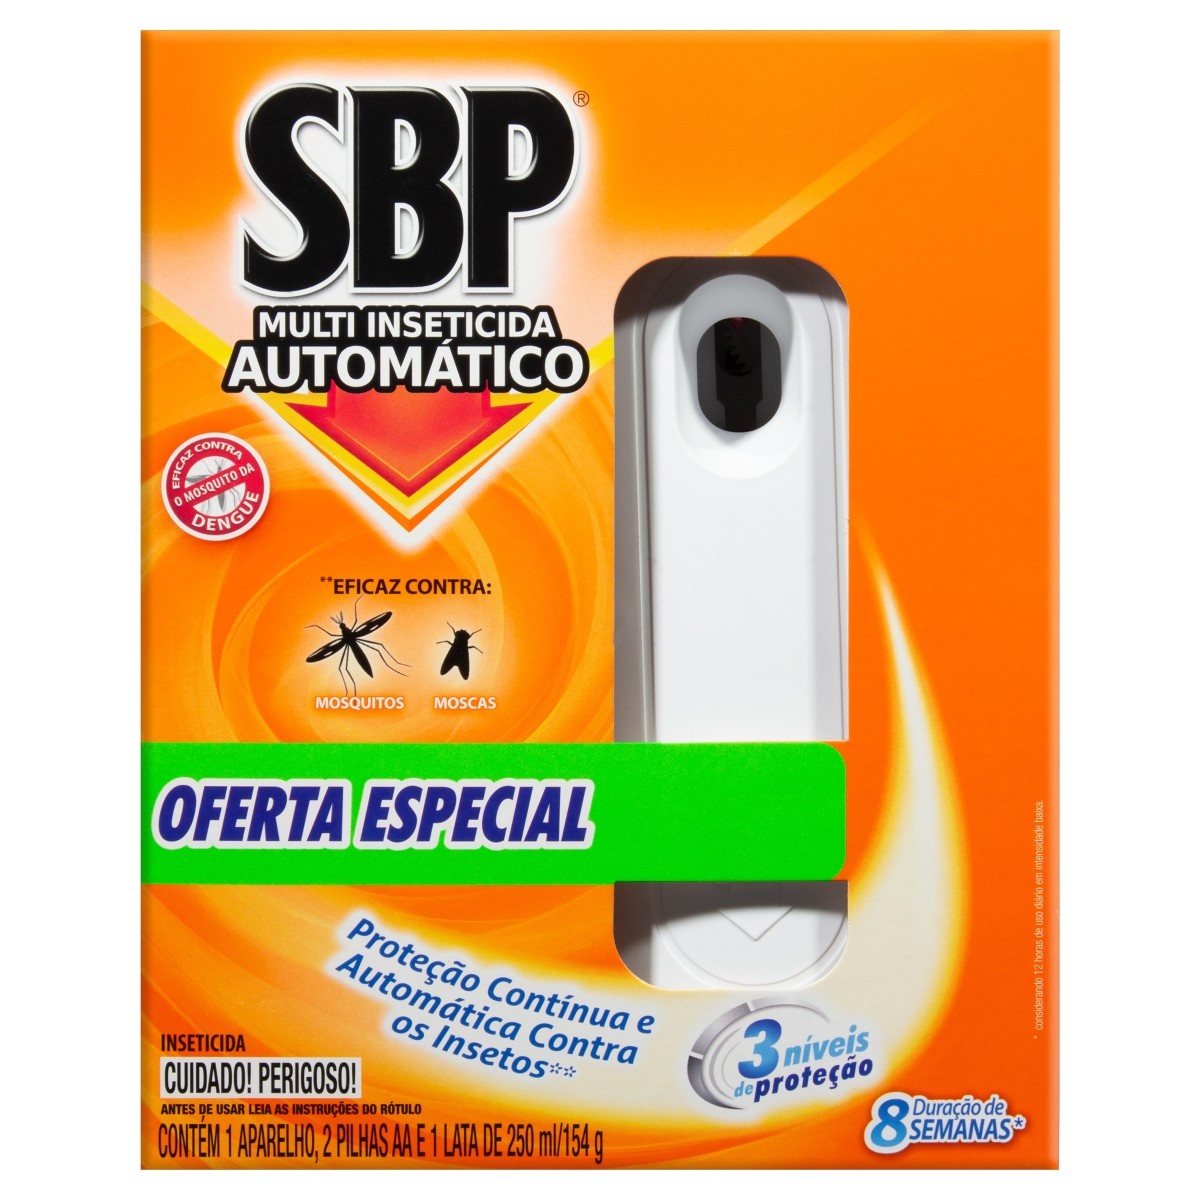 SBP®
MULTI INSETICIDA
AUTOMÁTICO
EFICAZ CONTRA
O MOSQUITO DA
DENGUE
**EFICAZ CONTRA:
MOSQUITOS MOSCAS
OFERTA ESPECIAL
Proteção Contínua e
Automática Contra
os Insetos**
3 níveis
de proteção
INSETICIDA
CUIDADO! PERIGOSO!
ANTES DE USAR LEIA AS INSTRUÇÕES DO RÓTULO
CONTÉM 1 APARELHO, 2 PILHAS AA E 1 LATA DE 250 ml/154 g
8 Duração de
SEMANAS*
* considerando 12 horas de uso diário em intensidade baixa.